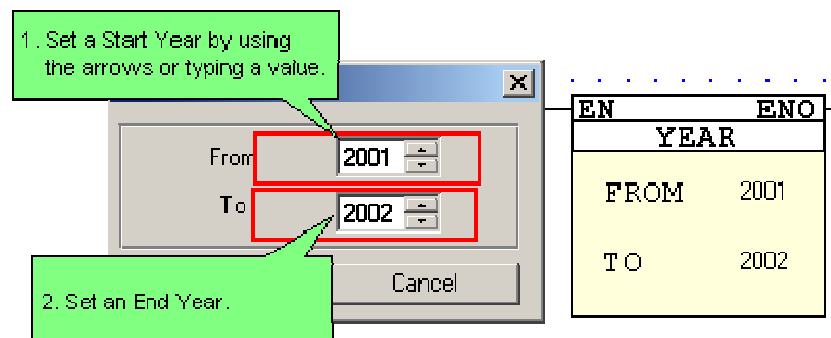 1. Set a Start Year by using
the arrows or typing a value.
From 2001
To 2002
2. Set an End Year.
Cancel
EN ENO
YEAR
FROM 2001
TO 2002